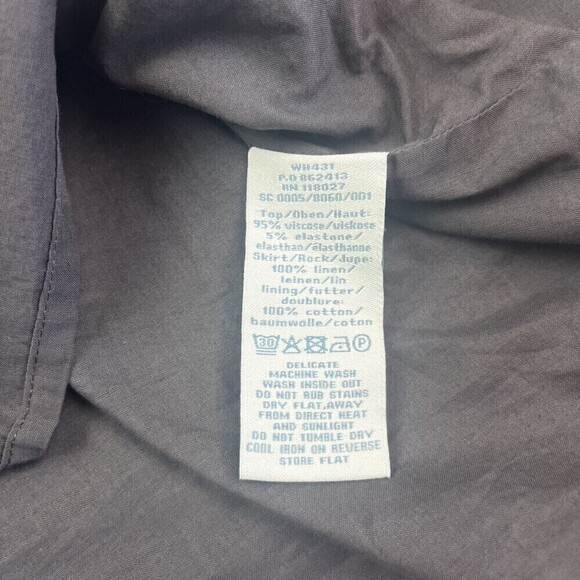 WH431
P.O 862413
RN 118027
SC 0005/8060/001
Top/Oben/Haut:
95% viscose/viskose
5% elastane/
elasthan/élasthanne
Skirt/Rock/Jupe:
100% linen/
leinen/lin
lining/futter/
doublure:
100% cotton/
baumwolle/coton
30 P
DELICATE
MACHINE WASH
WASH INSIDE OUT
DO NOT RUB STAINS
DRY FLAT,AWAY
FROM DIRECT HEAT
AND SUNLIGHT
DO NOT TUMBLE DRY
COOL IRON ON REVERSE
STORE FLAT